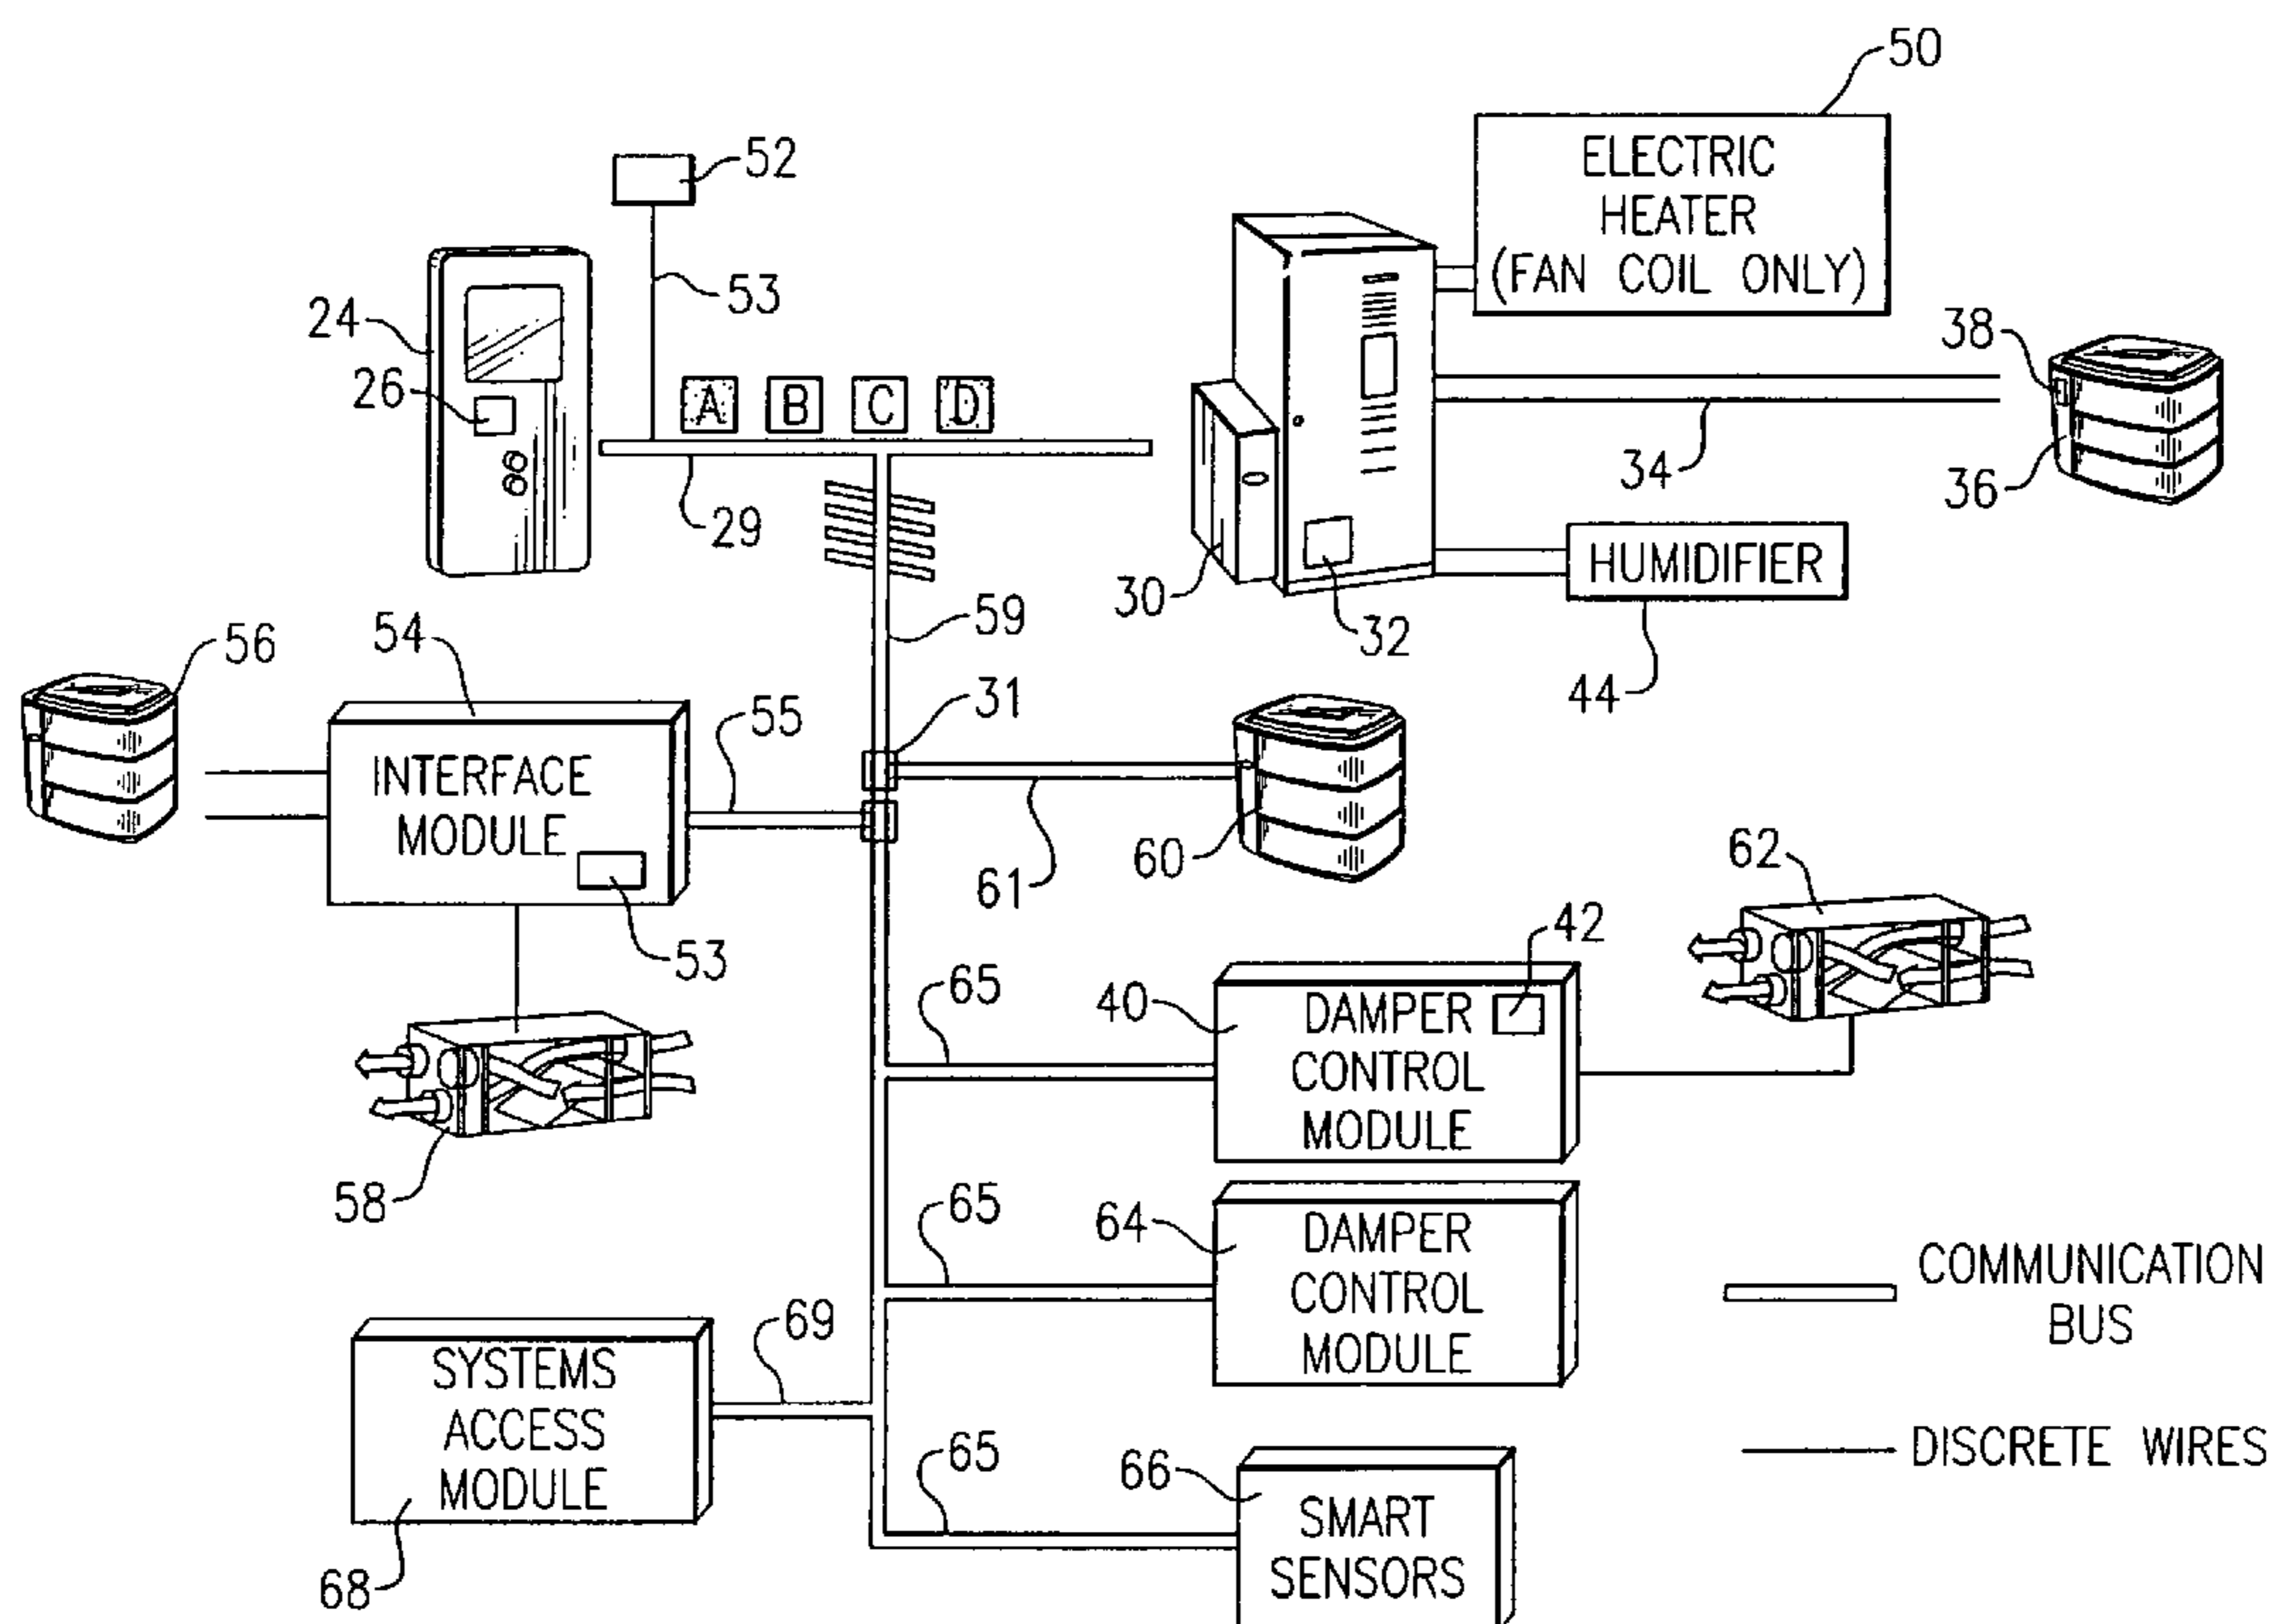 50
ELECTRIC
HEATER
(FAN COIL ONLY)
52
53
24
26
A B C D
29
38
34
36
30
32
HUMIDIFIER
44
59
56
54
31
55
INTERFACE
MODULE
53
61
60
62
42
65
40
DAMPER
CONTROL
MODULE
58
65
64
DAMPER
CONTROL
MODULE
COMMUNICATION
BUS
69
SYSTEMS
ACCESS
MODULE
68
65
66
SMART
SENSORS
DISCRETE WIRES